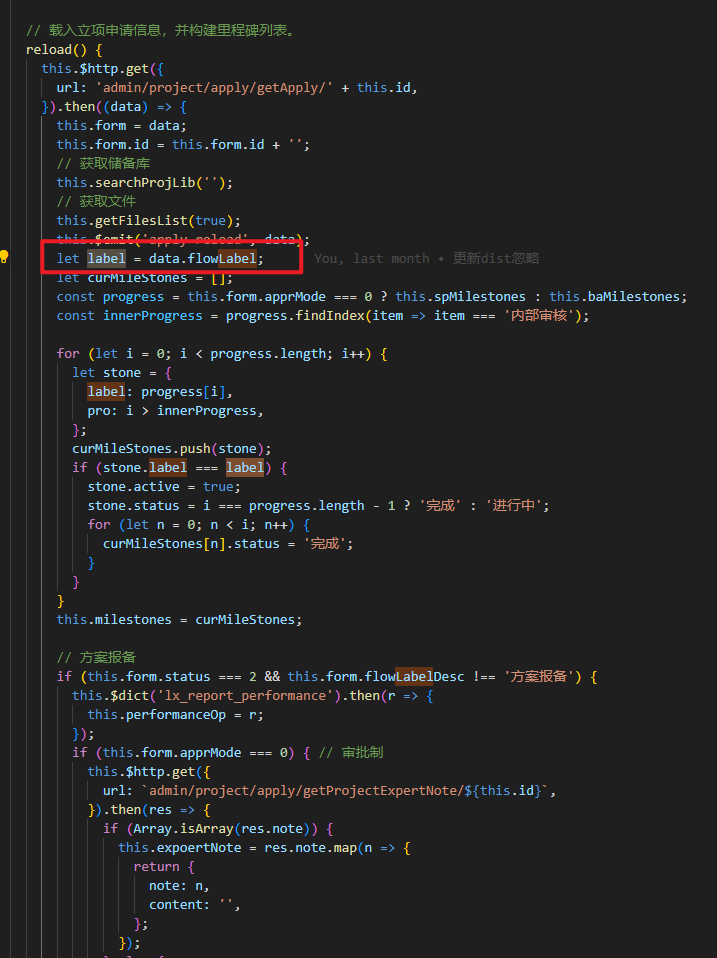 // 载入立项申请信息，并构建里程碑列表。
reload() {
this.$http.get({
url: 'admin/project/apply/getApply/' + this.id,
}).then((data) => {
this.form = data;
this.form.id = this.form.id + '';
// 获取储备库
this.searchProjLib('');
// 获取文件
this.getFilesList(true);
this.$emit('apply-reload', data);
let label = data.flowLabel; You, last month • 更新dist忽略
let curMileStones = [];
const progress = this.form.apprMode === 0 ? this.spMilestones : this.baMilestones;
const innerProgress = progress.findIndex(item => item === '内部审核');
for (let i = 0; i < progress.length; i++) {
let stone = {
label: progress[i],
pro: i > innerProgress,
};
curMileStones.push(stone);
if (stone.label === label) {
stone.active = true;
stone.status = i === progress.length - 1 ? '完成' : '进行中';
for (let n = 0; n < i; n++) {
curMileStones[n].status = '完成';
}
}
}
this.milestones = curMileStones;
// 方案报备
if (this.form.status === 2 && this.form.flowLabelDesc !== '方案报备') {
this.$dict('lx_report_performance').then(r => {
this.performanceOp = r;
});
if (this.form.apprMode === 0) { // 审批制
this.$http.get({
url: `admin/project/apply/getProjectExpertNote/${this.id}`,
}).then(res => {
if (Array.isArray(res.note)) {
this.expoertNote = res.note.map(n => {
return {
note: n,
content: '',
};
});